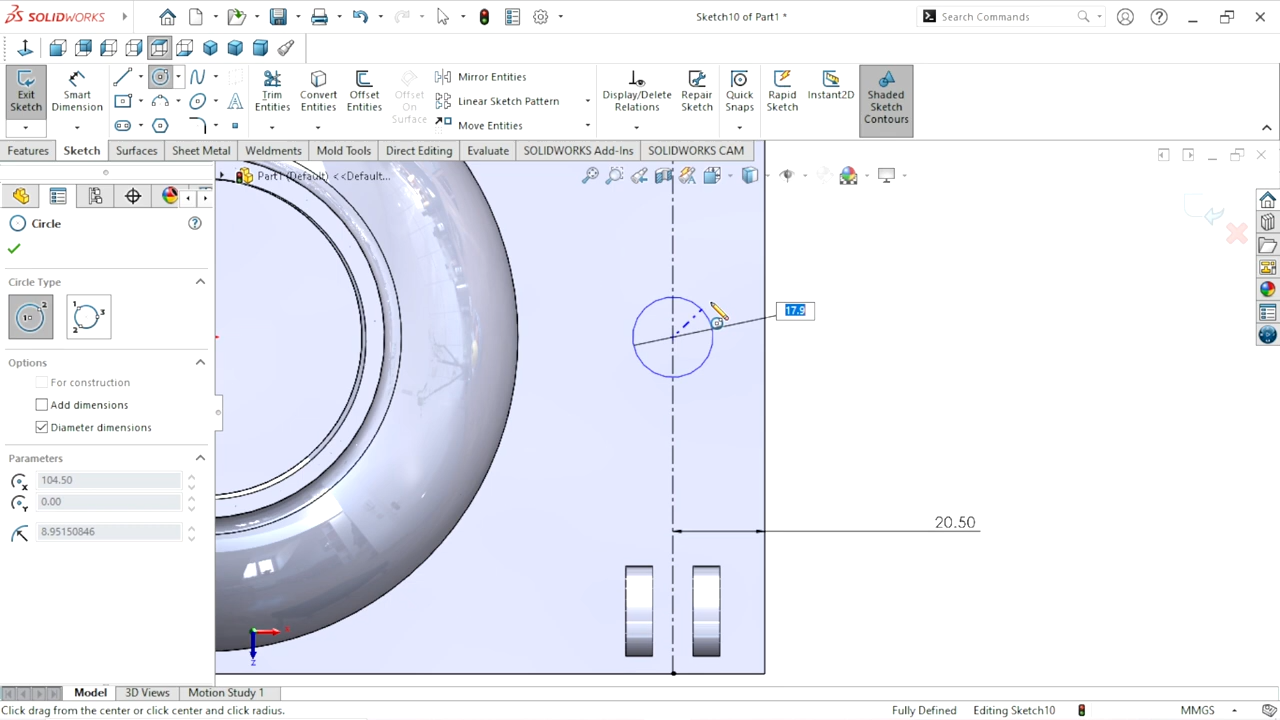 SOLIDWORKS
Sketch10 of Part1 *
Search Commands
Exit Sketch
Smart Dimension
Trim Entities
Convert Entities
Offset Entities
Offset On Surface
Mirror Entities
Linear Sketch Pattern
Move Entities
Display/Delete Relations
Repair Sketch
Quick Snaps
Rapid Sketch
Instant2D
Shaded Sketch Contours
Features
Sketch
Surfaces
Sheet Metal
Weldments
Mold Tools
Direct Editing
Evaluate
SOLIDWORKS Add-Ins
SOLIDWORKS CAM
Part1 (Default) <<Default...
Circle
Circle Type
Options
For construction
Add dimensions
Diameter dimensions
Parameters
104.50
0.00
8.95150846
17.9
20.50
Z
Model
3D Views
Motion Study 1
Click drag from the center or click center and click radius.
Fully Defined
Editing Sketch10
MMGS